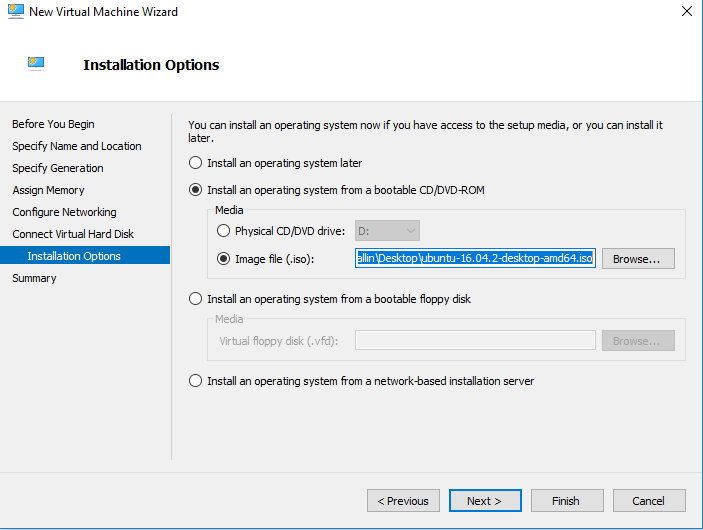 New Virtual Machine Wizard
Installation Options
Before You Begin
Specify Name and Location
Specify Generation
Assign Memory
Configure Networking
Connect Virtual Hard Disk
Installation Options
Summary
You can install an operating system now if you have access to the setup media, or you can install it
later.
Install an operating system later
Install an operating system from a bootable CD/DVD-ROM
Media
Physical CD/DVD drive: D:
Image file (.iso): allin\Desktop\ubuntu-16.04.2-desktop-amd64.iso Browse...
Install an operating system from a bootable floppy disk
Media
Virtual floppy disk (.vfd): Browse...
Install an operating system from a network-based installation server
< Previous Next > Finish Cancel